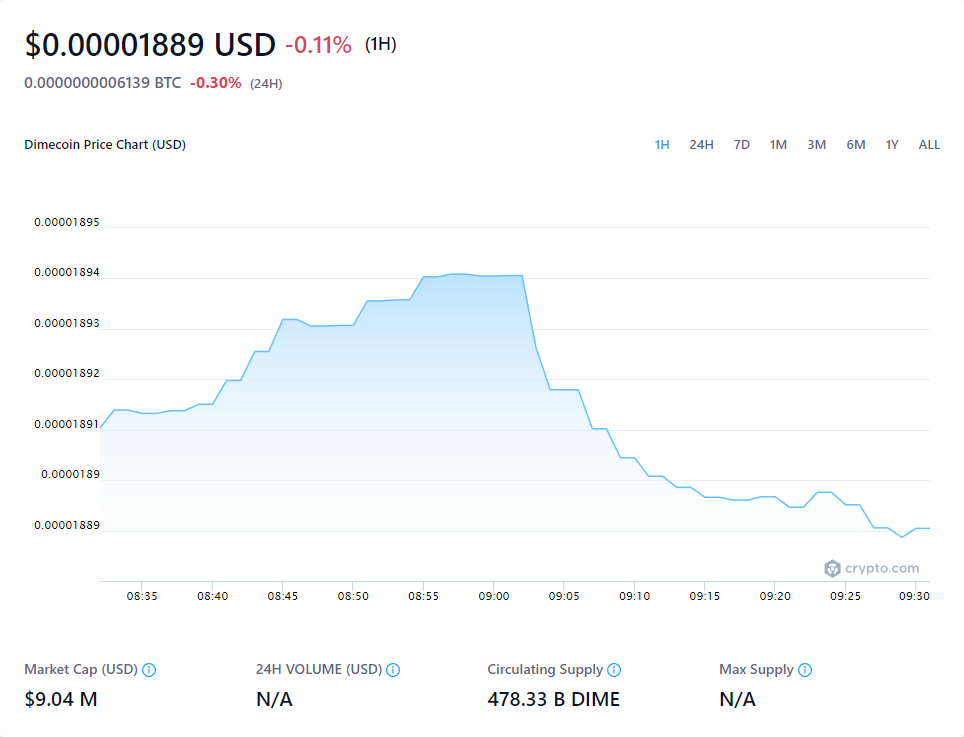 $0.00001889 USD -0.11% (1H)
0.0000000006139 BTC -0.30% (24H)
Dimecoin Price Chart (USD) 1H 24H 7D 1M 3M 6M 1Y ALL
0.00001895
0.00001894
0.00001893
0.00001892
0.00001891
0.0000189
0.00001889
crypto.com
08:35 08:40 08:45 08:50 08:55 09:00 09:05 09:10 09:15 09:20 09:25 09:30
Market Cap (USD) 24H VOLUME (USD) Circulating Supply Max Supply
$9.04 M N/A 478.33 B DIME N/A